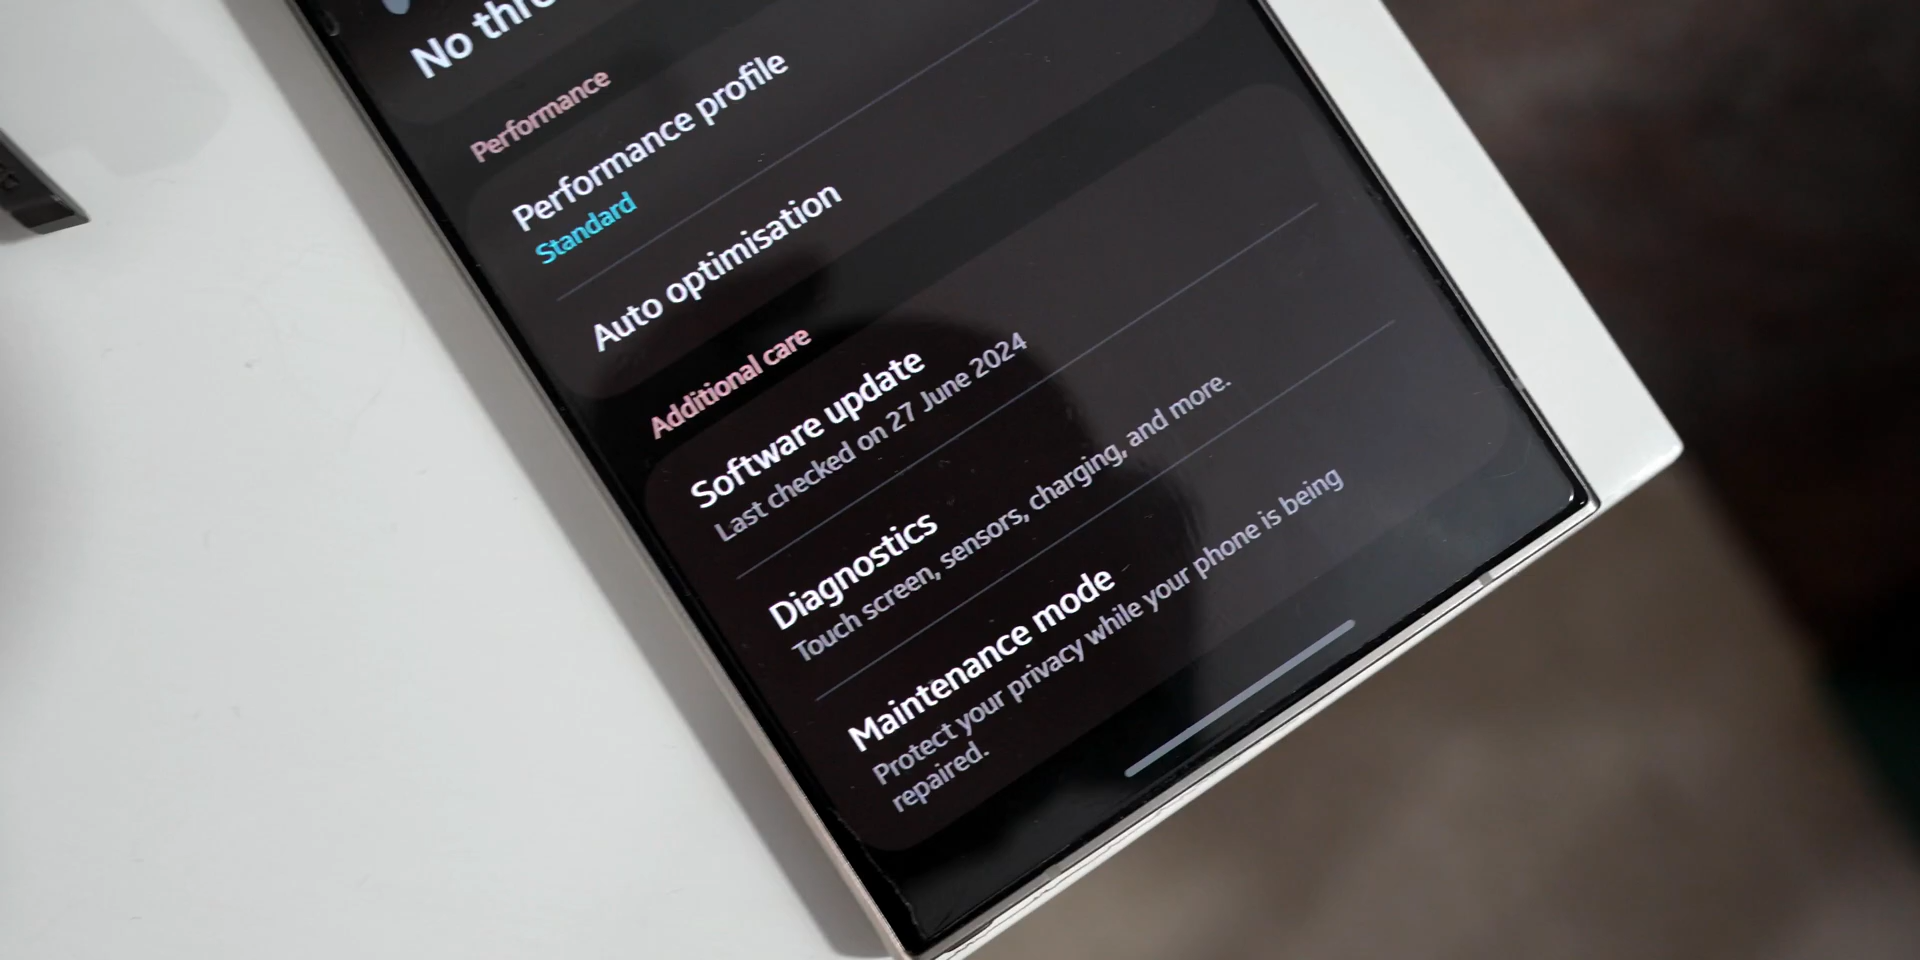 No
Performance
Performance profile
Standard
Auto optimisation
Additional care
Software update
Last checked on 27 June 2024
Diagnostics
Touch screen, sensors, charging, and more.
Maintenance mode
Protect your privacy while your phone is being
repaired.